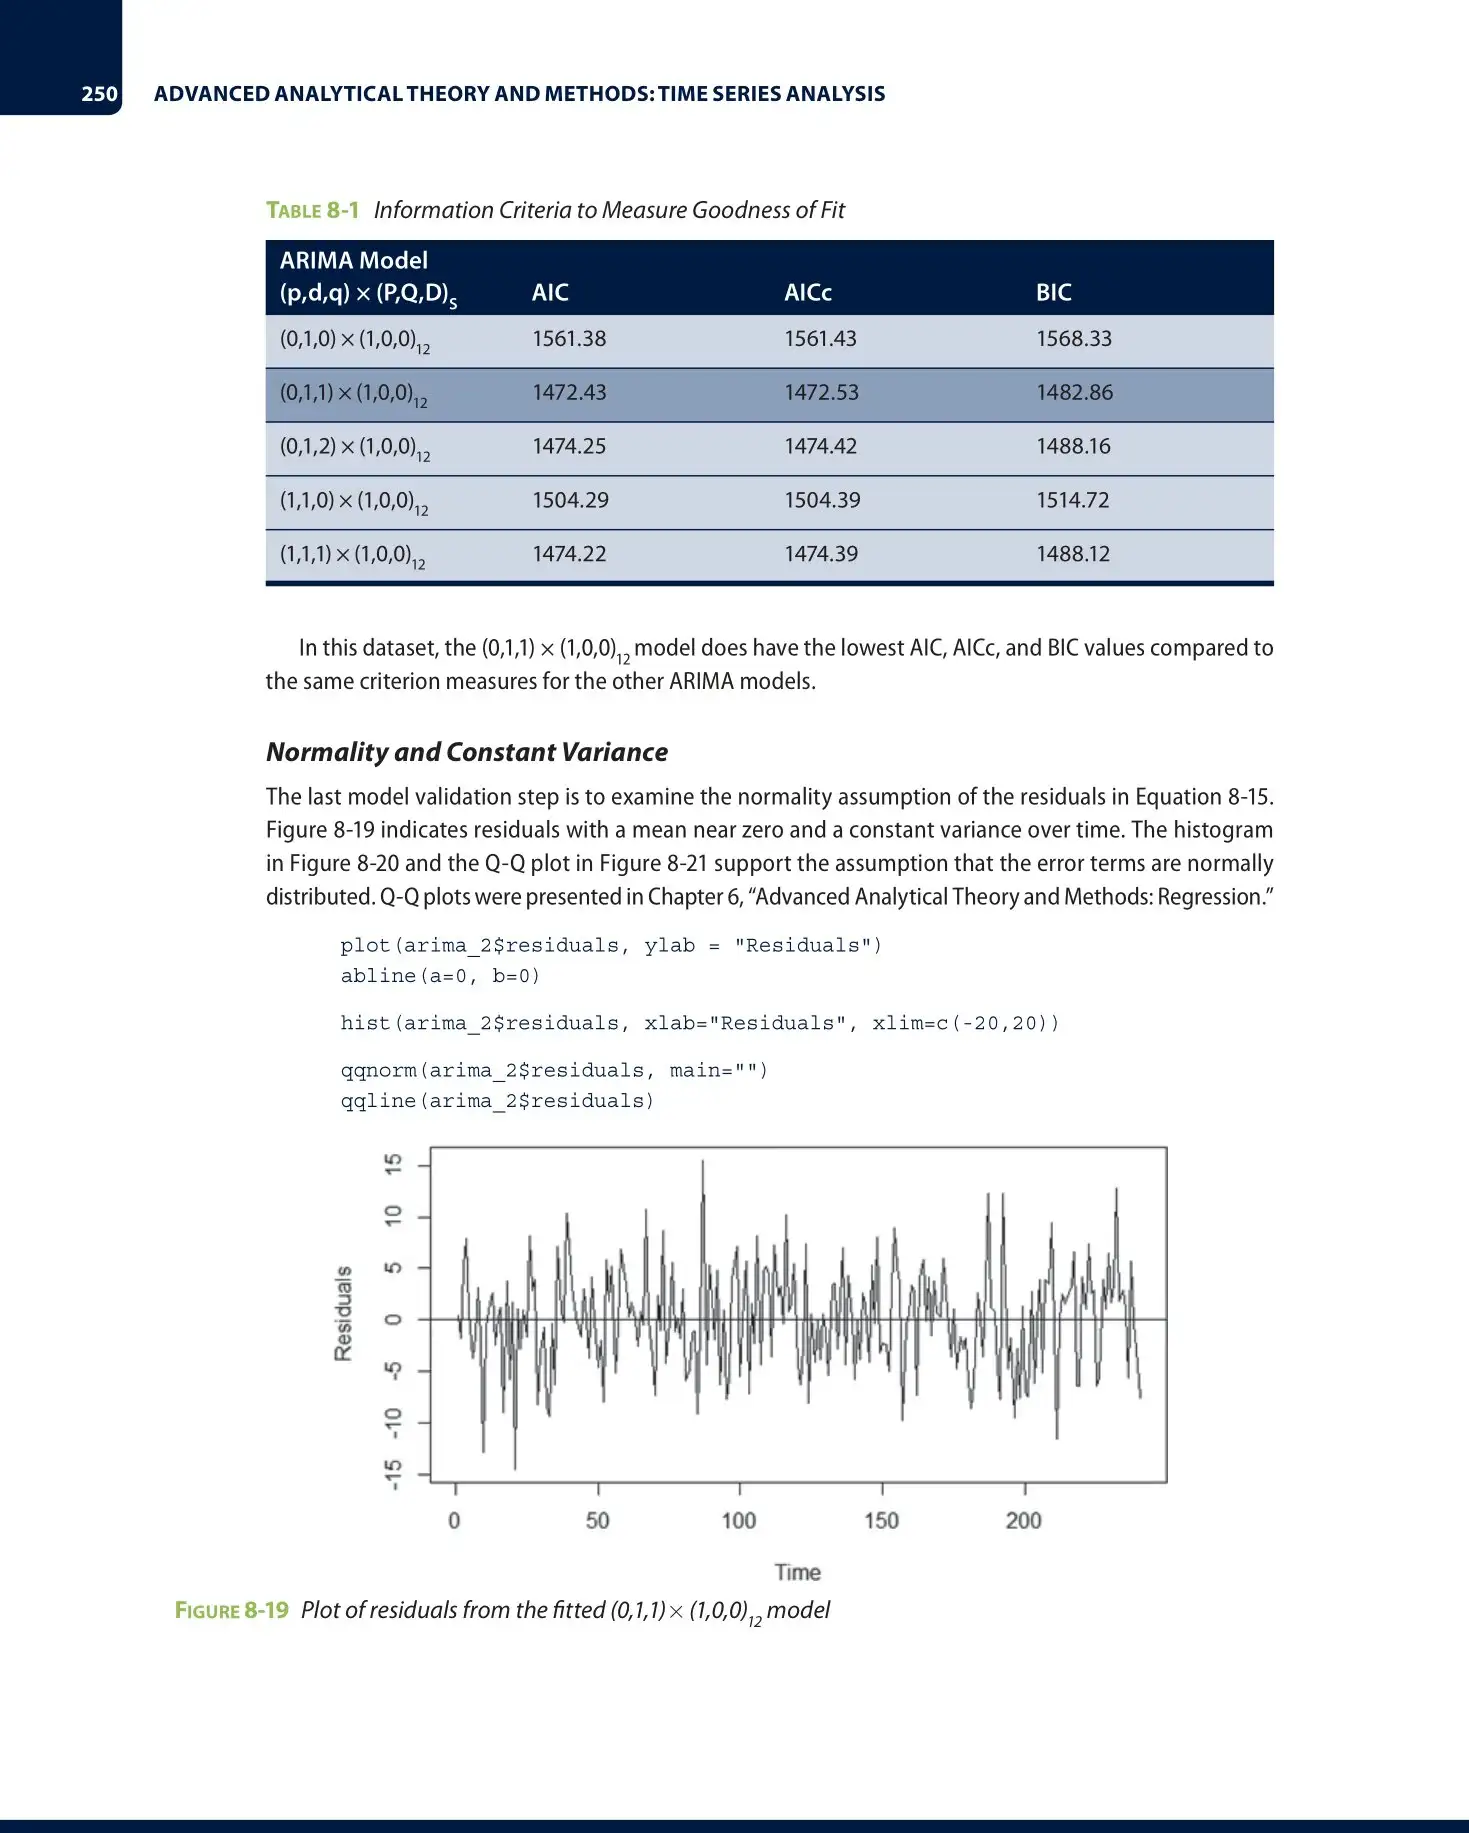 250 ADVANCED ANALYTICAL THEORY AND METHODS: TIME SERIES ANALYSIS
TABLE 8-1 Information Criteria to Measure Goodness of Fit
ARIMA Model
(p,d,q) × (P,Q,D)s AIC AICc BIC
(0,1,0) × (1,0,0)12 1561.38 1561.43 1568.33
(0,1,1) × (1,0,0)12 1472.43 1472.53 1482.86
(0,1,2) × (1,0,0)12 1474.25 1474.42 1488.16
(1,1,0) × (1,0,0)12 1504.29 1504.39 1514.72
(1,1,1) × (1,0,0)12 1474.22 1474.39 1488.12
In this dataset, the (0,1,1) × (1,0,0)12 model does have the lowest AIC, AICc, and BIC values compared to
the same criterion measures for the other ARIMA models.
Normality and Constant Variance
The last model validation step is to examine the normality assumption of the residuals in Equation 8-15.
Figure 8-19 indicates residuals with a mean near zero and a constant variance over time. The histogram
in Figure 8-20 and the Q-Q plot in Figure 8-21 support the assumption that the error terms are normally
distributed. Q-Q plots were presented in Chapter 6, “Advanced Analytical Theory and Methods: Regression.”
plot(arima_2$residuals, ylab = "Residuals")
abline(a=0, b=0)
hist(arima_2$residuals, xlab="Residuals", xlim=c(-20,20))
qqnorm(arima_2$residuals, main="")
qqline(arima_2$residuals)
15
10
5
0
-5
-10
-15
Residuals
0 50 100 150 200
Time
FIGURE 8-19 Plot of residuals from the fitted (0,1,1) × (1,0,0)12 model